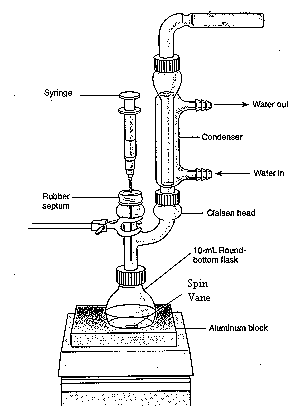 Syringe
Water out
Condenser
Water in
Rubber
septum
Claisen head
10-mL Round-
bottom flask
Spin
Vane
Aluminum block